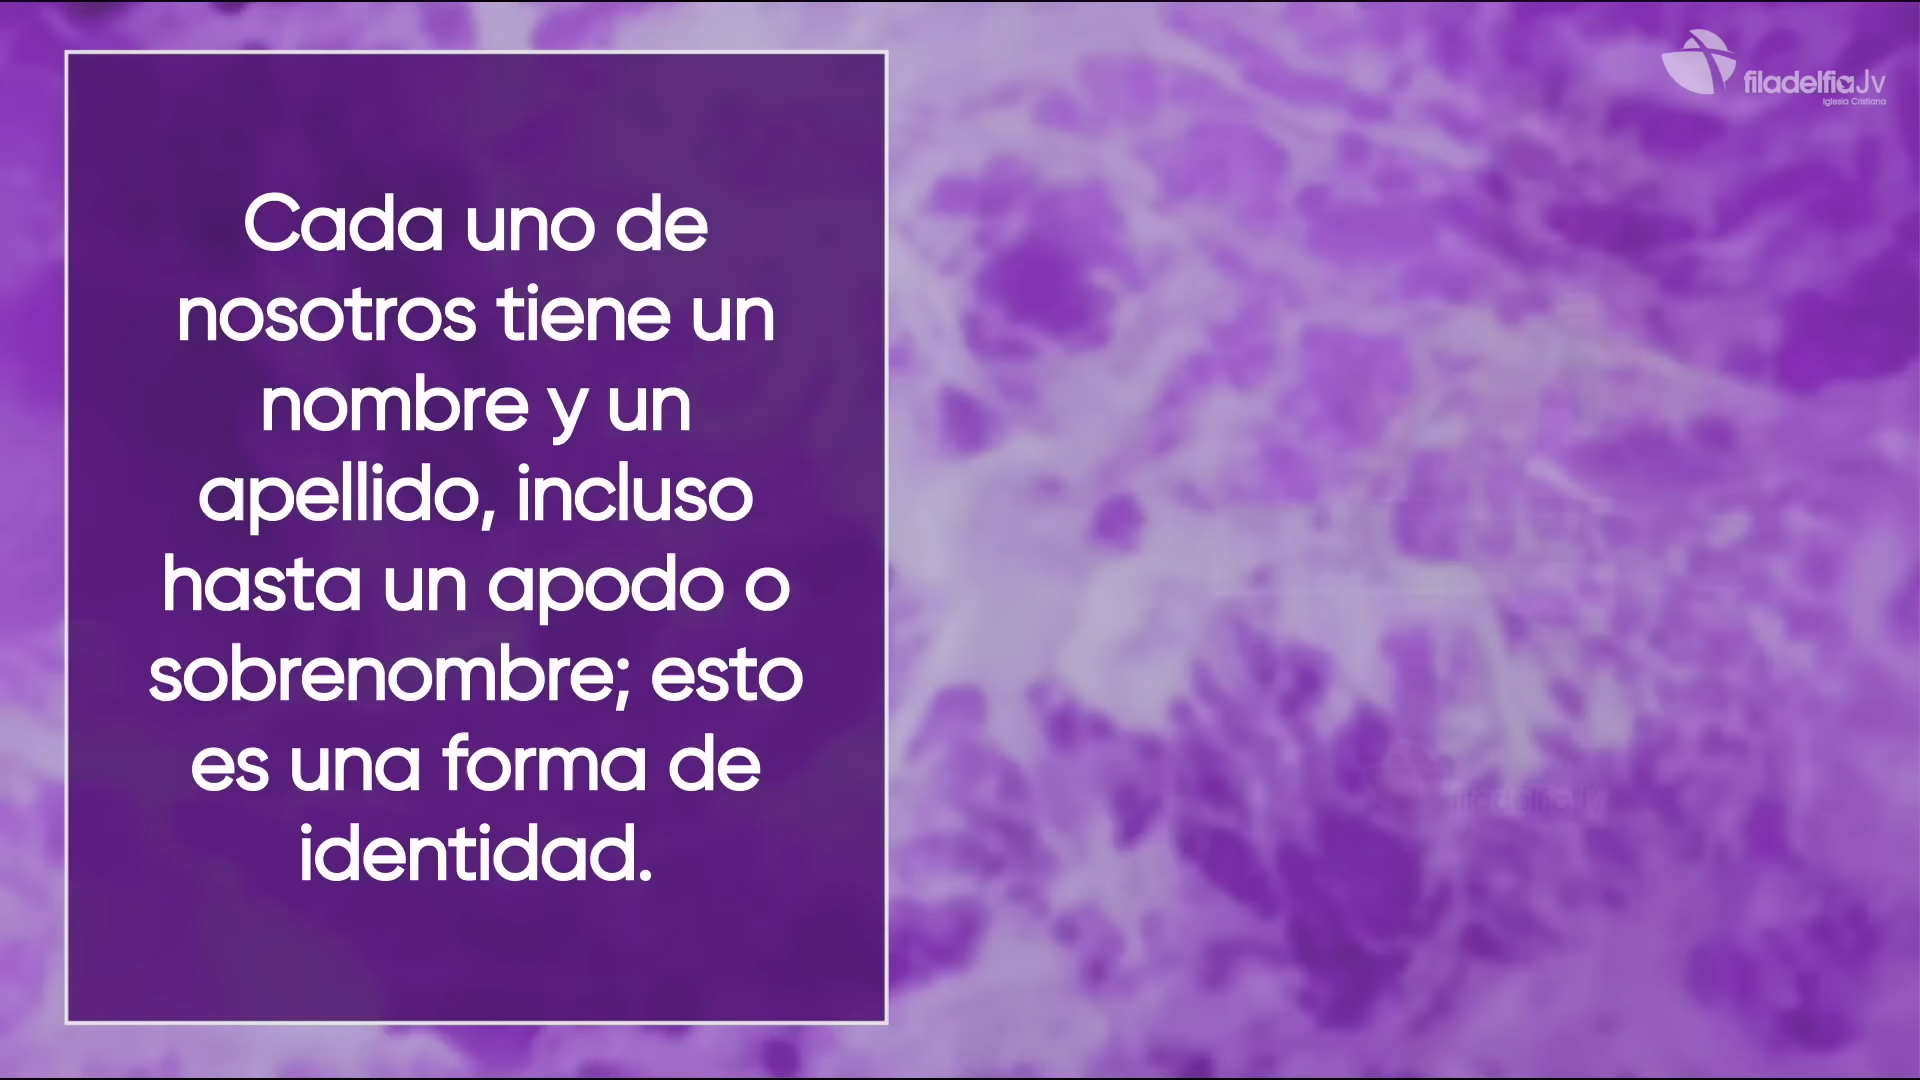 filadelfiaJv
Iglesia Cristiana
Cada uno de
nosotros tiene un
nombre y un
apellido, incluso
hasta un apodo o
sobrenombre; esto
es una forma de
identidad.
filadelfiaJv